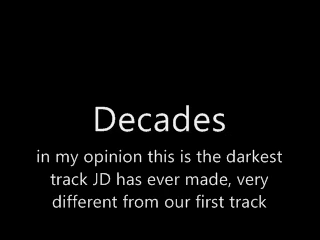 Decades
in my opinion this is the darkest
track JD has ever made, very
different from our first track